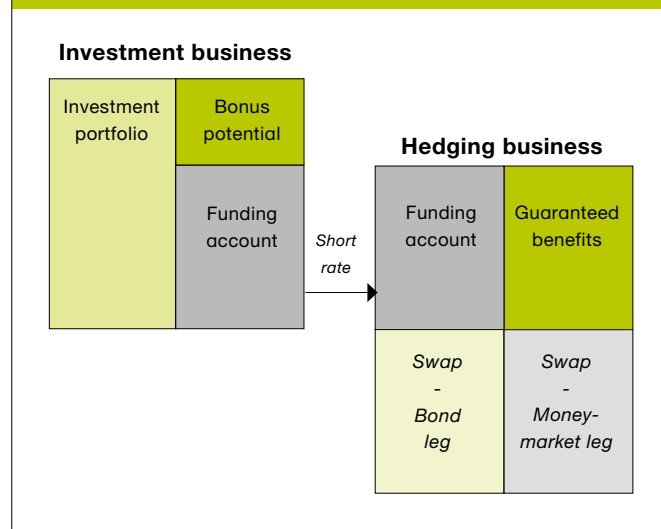 Investment business
Investment
portfolio
Bonus
potential
Funding
account
Short
rate
Hedging business
Funding
account
Guaranteed
benefits
Swap
-
Bond
leg
Swap
-
Money-
market leg